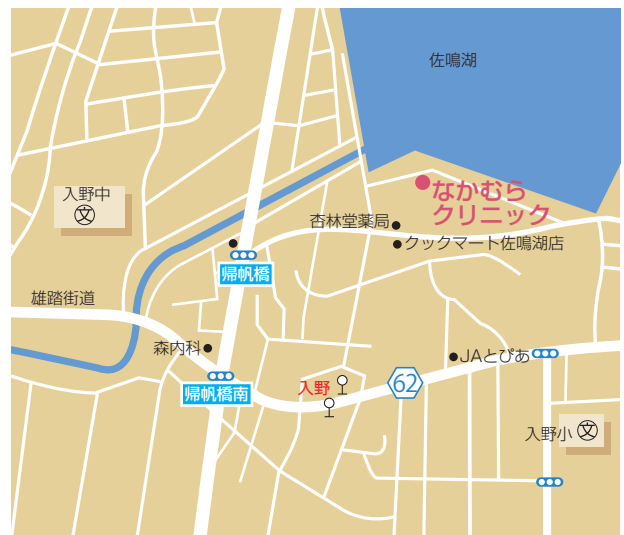 佐鳴湖
入野中
文
なかむら
クリニック
杏林堂薬局
クックマート佐鳴湖店
帰帆橋
雄踏街道
森内科
JAとぴあ
62
入野
帰帆橋南
入野小
文